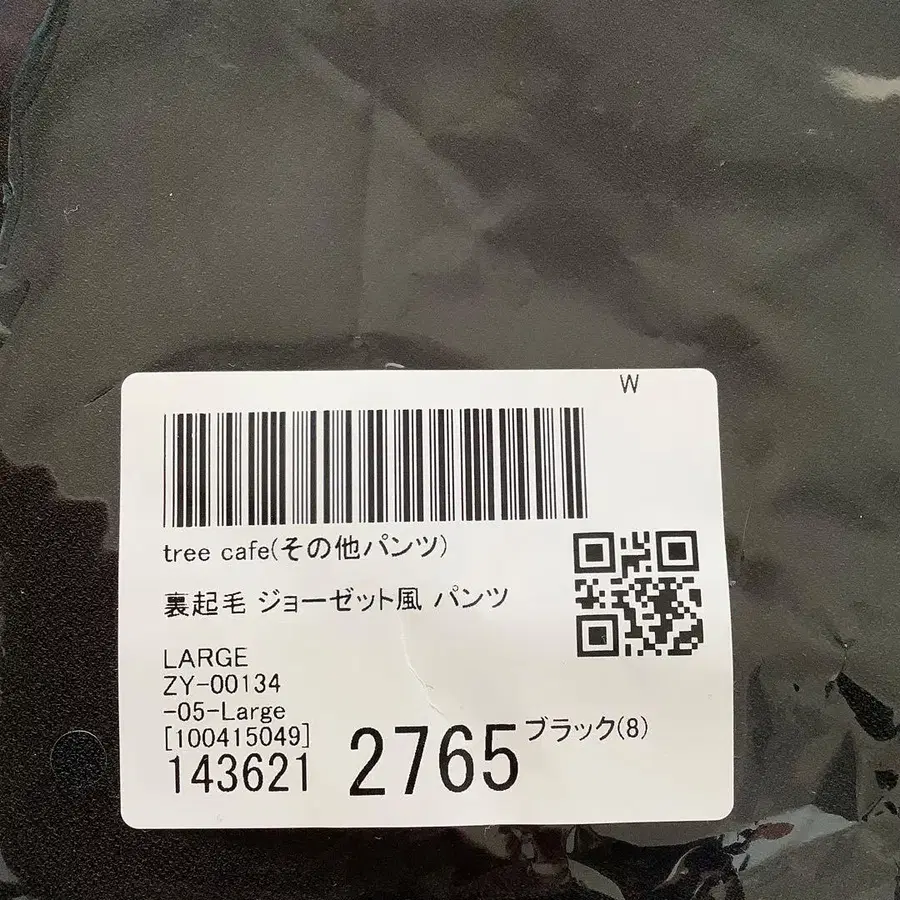 W
tree cafe(その他パンツ)
裏起毛 ジョーゼット風 パンツ
LARGE
ZY-00134
-05-Large
[100415049]
143621 2765 ブラック(8)